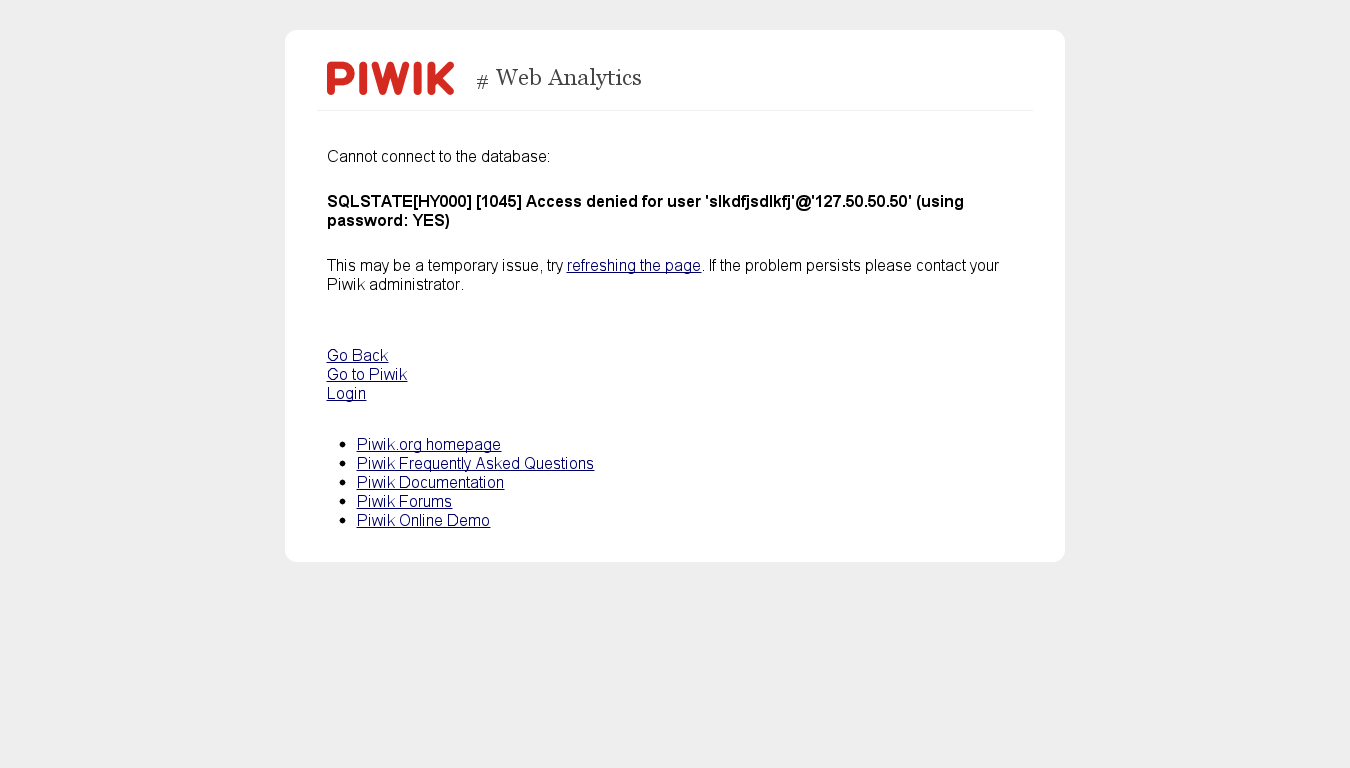 PIWIK # Web Analytics
Cannot connect to the database:
SQLSTATE[HY000] [1045] Access denied for user 'slkdfjsdlkfj'@'127.50.50.50' (using
password: YES)
This may be a temporary issue, try refreshing the page. If the problem persists please contact your
Piwik administrator.
Go Back
Go to Piwik
Login
• Piwik.org homepage
• Piwik Frequently Asked Questions
• Piwik Documentation
• Piwik Forums
• Piwik Online Demo